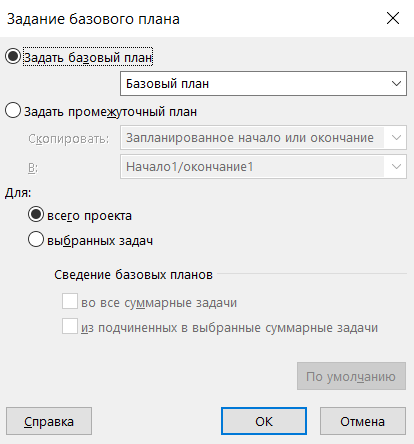 Задание базового плана
Задать базовый план
Базовый план
Задать промежуточный план
Скопировать: Запланированное начало или окончание
В: Начало1/окончание1
Для:
всего проекта
выбранных задач
Сведение базовых планов
во все суммарные задачи
из подчиненных в выбранные суммарные задачи
По умолчанию
Справка ОК Отмена